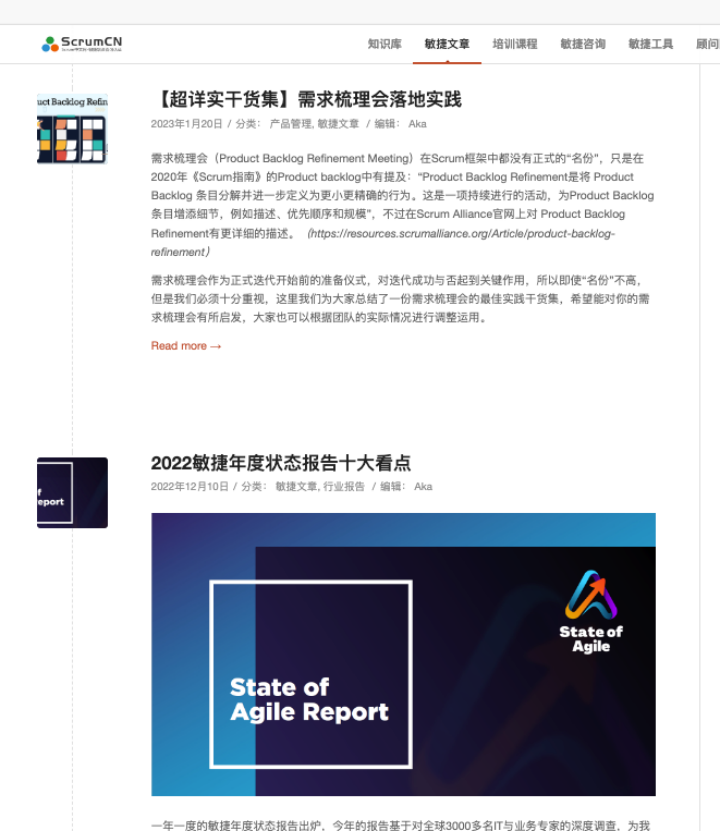 ScrumCN
知识库 敏捷文章 培训课程 敏捷咨询 敏捷工具 顾问
uct Backlog Refin
【超详实干货集】需求梳理会落地实践
2023年1月20日 / 分类： 产品管理, 敏捷文章 / 编辑： Aka
需求梳理会（Product Backlog Refinement Meeting）在Scrum框架中都没有正式的“名份”，只是在
2020年《Scrum指南》的Product backlog中有提及：“Product Backlog Refinement是将 Product
Backlog 条目分解并进一步定义为更小更精确的行为。这是一项持续进行的活动，为Product Backlog
条目增添细节，例如描述、优先顺序和规模”，不过在Scrum Alliance官网上对 Product Backlog
Refinement有更详细的描述。（https://resources.scrumalliance.org/Article/product-backlog-
refinement）
需求梳理会作为正式迭代开始前的准备仪式，对迭代成功与否起到关键作用，所以即使“名份”不高，
但是我们必须十分重视，这里我们为大家总结了一份需求梳理会的最佳实践干货集，希望能对你的需
求梳理会有所启发，大家也可以根据团队的实际情况进行调整运用。
Read more →
2022敏捷年度状态报告十大看点
2022年12月10日 / 分类： 敏捷文章, 行业报告 / 编辑： Aka
f
eport
State of
Agile
State of
Agile Report
一年一度的敏捷年度状态报告出炉，今年的报告基于对全球3000多名IT与业务专家的深度调查，为我